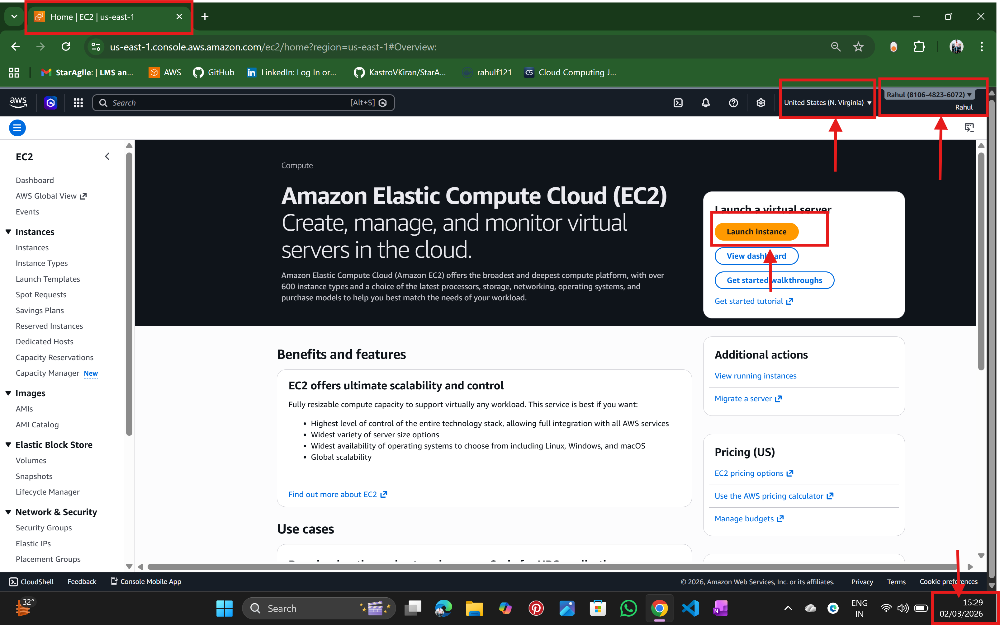 Home | EC2 | us-east-1
us-east-1.console.aws.amazon.com/ec2/home?region=us-east-1#Overview:
StarAgile: | LMS an...
AWS
GitHub
LinkedIn: Log In or...
KastroVKiran/StarA...
rahulf121
CS
Cloud Computing J...
aws
Search
[Alt+S]
United States (N. Virginia)
Rahul (8106-4823-6072)
Rahul
EC2
Dashboard
AWS Global View
Events
Instances
Instances
Instance Types
Launch Templates
Spot Requests
Savings Plans
Reserved Instances
Dedicated Hosts
Capacity Reservations
Capacity Manager New
Images
AMIs
AMI Catalog
Elastic Block Store
Volumes
Snapshots
Lifecycle Manager
Network & Security
Security Groups
Elastic IPs
Placement Groups
Compute
Amazon Elastic Compute Cloud (EC2)
Create, manage, and monitor virtual
servers in the cloud.
Amazon Elastic Compute Cloud (Amazon EC2) offers the broadest and deepest compute platform, with over
600 instance types and a choice of the latest processors, storage, networking, operating systems, and
purchase models to help you best match the needs of your workload.
Launch a virtual server
Launch instance
View dashboard
Get started walkthroughs
Get started tutorial
Benefits and features
EC2 offers ultimate scalability and control
Fully resizable compute capacity to support virtually any workload. This service is best if you want:
• Highest level of control of the entire technology stack, allowing full integration with all AWS services
• Widest variety of server size options
• Widest availability of operating systems to choose from including Linux, Windows, and macOS
• Global scalability
Find out more about EC2
Use cases
Additional actions
View running instances
Migrate a server
Pricing (US)
EC2 pricing options
Use the AWS pricing calculator
Manage budgets
CloudShell
Feedback
Console Mobile App
© 2026, Amazon Web Services, Inc. or its affiliates.
Privacy
Terms
Cookie preferences
32°
Search
ENG
IN
15:29
02/03/2026